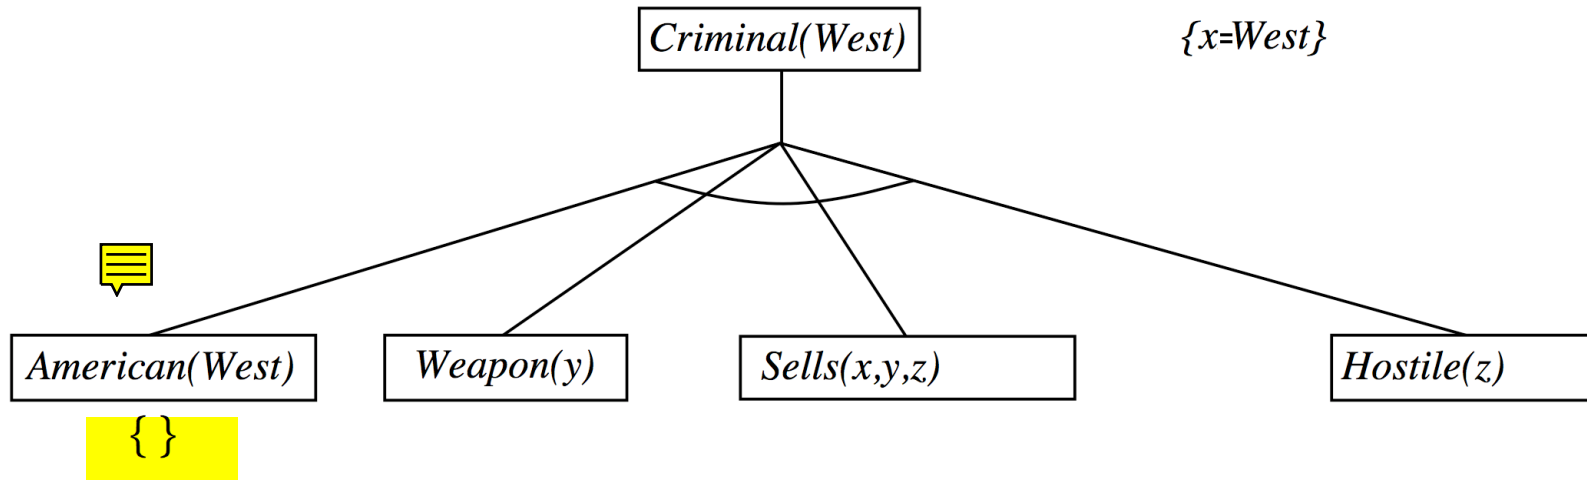 Criminal(West) {x=West}
American(West) Weapon(y) Sells(x,y,z) Hostile(z)
{ }